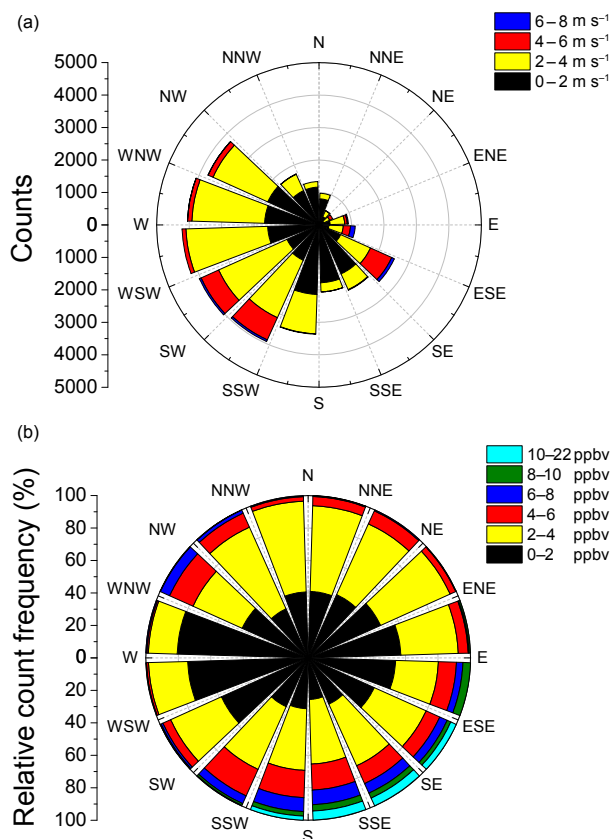 (a)
6–8 m s⁻¹
4–6 m s⁻¹
2–4 m s⁻¹
0–2 m s⁻¹
N
NNE
NE
ENE
E
ESE
SE
SSE
S
SSW
SW
WSW
W
WNW
NW
NNW
5000
4000
3000
2000
1000
0
1000
2000
3000
4000
5000
Counts
(b)
10–22 ppbv
8–10 ppbv
6–8 ppbv
4–6 ppbv
2–4 ppbv
0–2 ppbv
N
NNE
NE
ENE
E
ESE
SE
SSE
S
SSW
SW
WSW
W
WNW
NW
NNW
100
80
60
40
20
0
20
40
60
80
100
Relative count frequency (%)